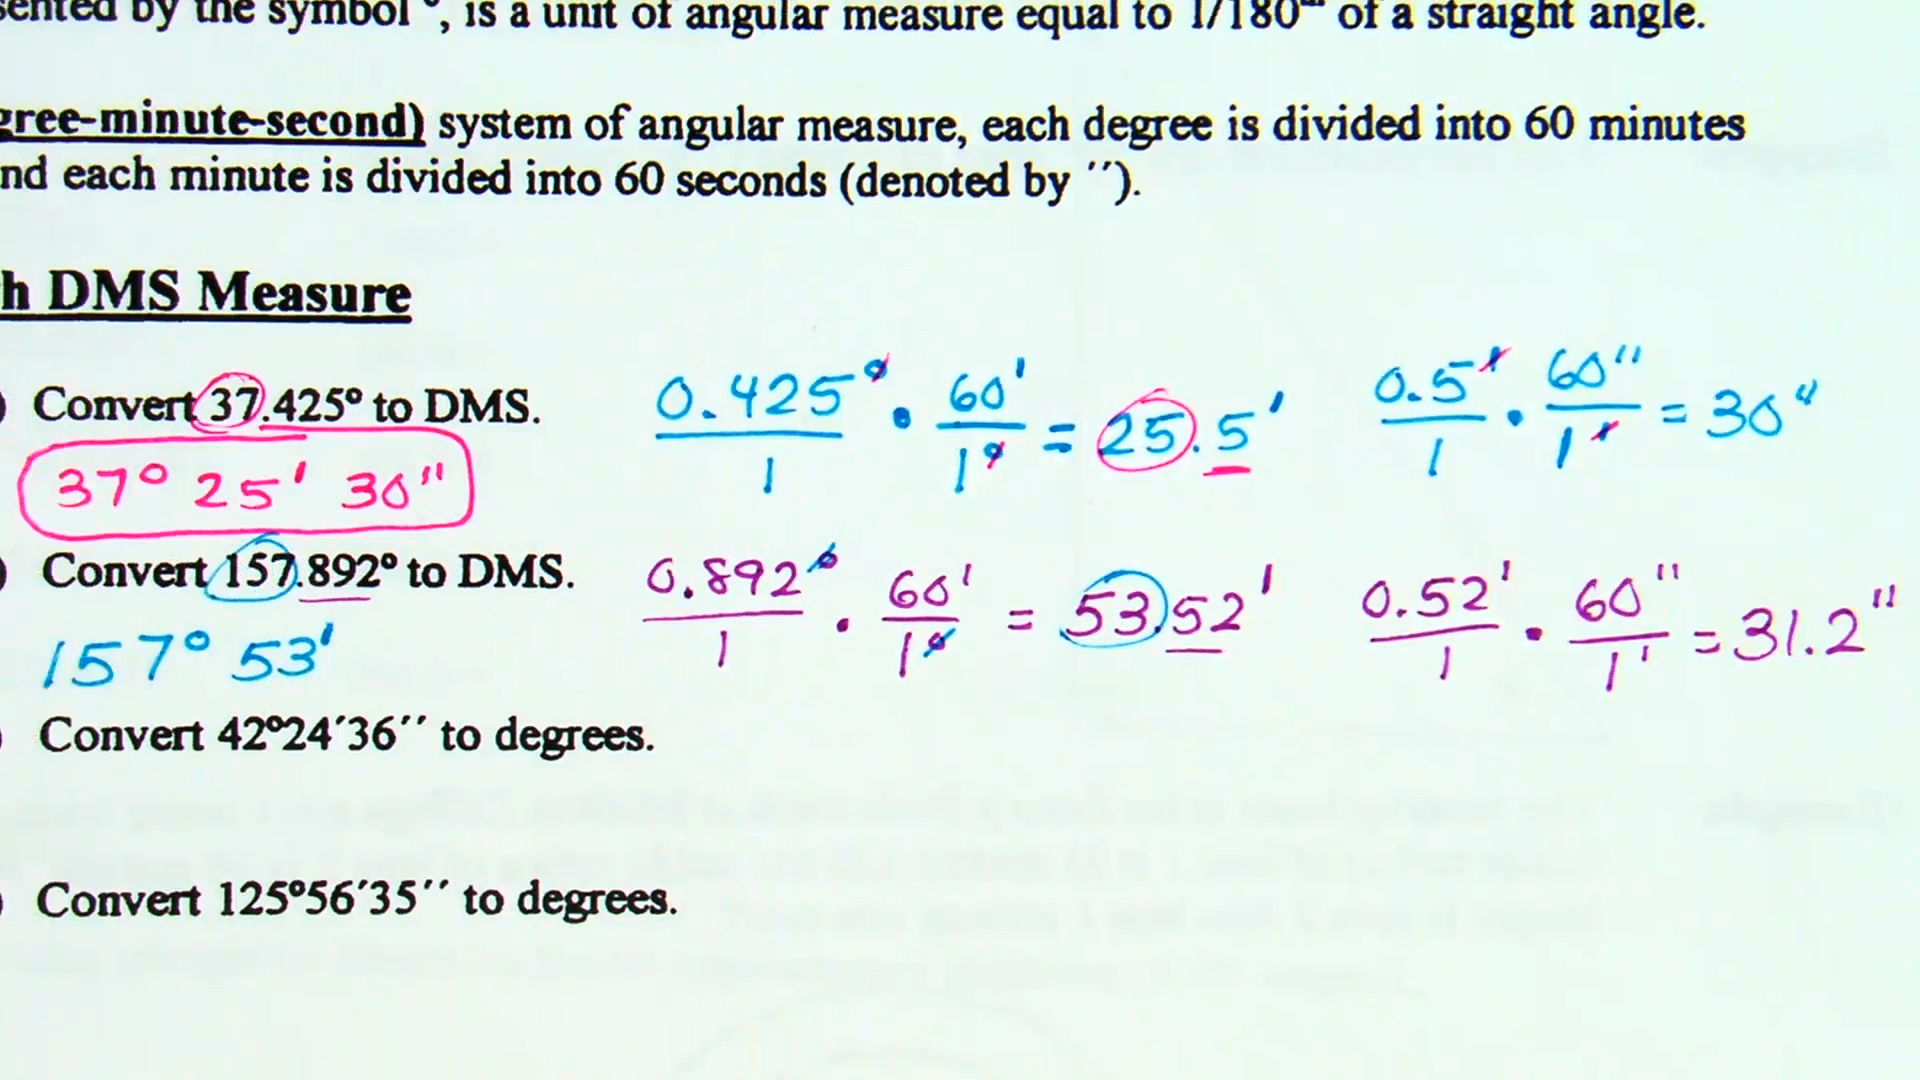 sented by the symbol °, is a unit of angular measure equal to 1/180th of a straight angle.
gree-minute-second) system of angular measure, each degree is divided into 60 minutes
nd each minute is divided into 60 seconds (denoted by ′′).
h DMS Measure
) Convert 37.425° to DMS.
0.425°/1 · 60'/1° = 25.5'
0.5'/1 · 60"/1' = 30"
37° 25' 30"
) Convert 157.892° to DMS.
0.892°/1 · 60'/1° = 53.52'
0.52'/1 · 60"/1' = 31.2"
157° 53'
) Convert 42°24′36′′ to degrees.
) Convert 125°56′35′′ to degrees.